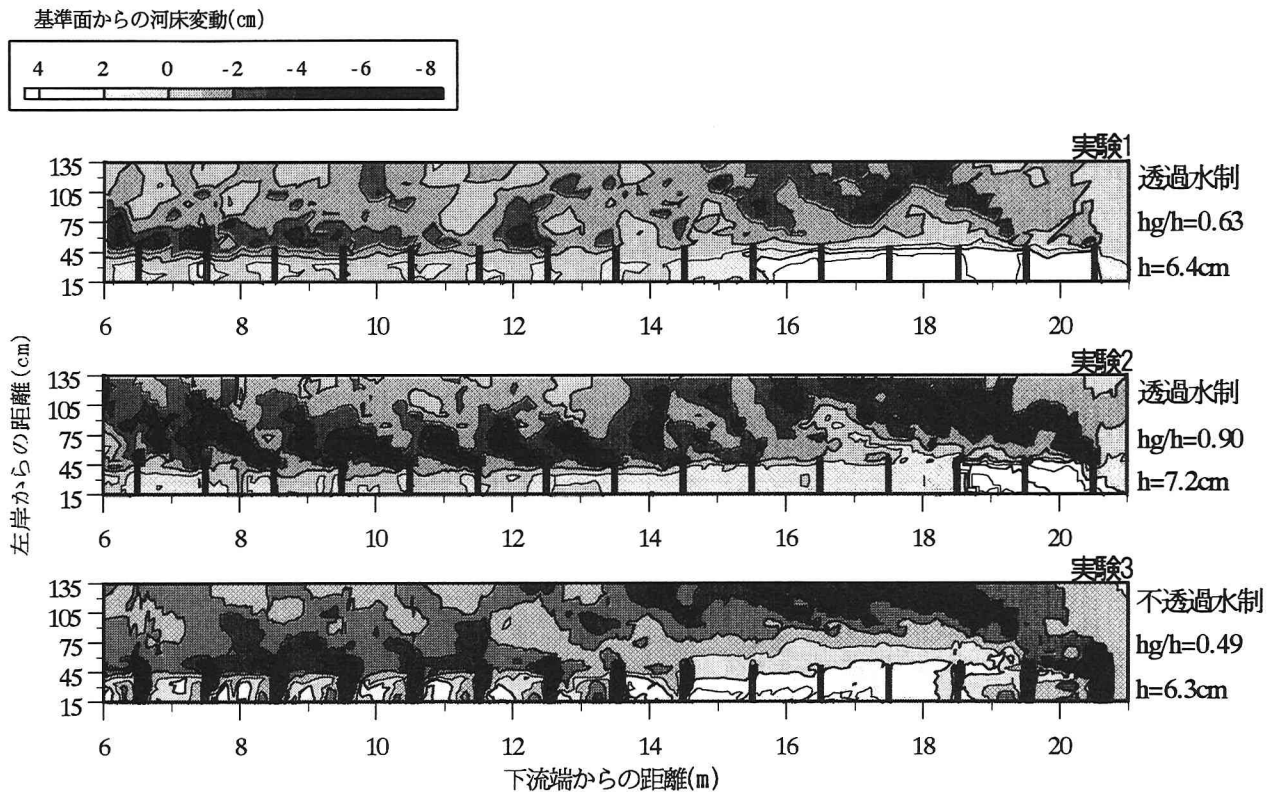 基準面からの河床変動(cm)
4 2 0 -2 -4 -6 -8
実験1
135
105
75
45
15
透過水制
hg/h=0.63
h=6.4cm
6 8 10 12 14 16 18 20
実験2
135
105
75
45
15
透過水制
hg/h=0.90
h=7.2cm
6 8 10 12 14 16 18 20
左岸からの距離(cm)
実験3
135
105
75
45
15
不透過水制
hg/h=0.49
h=6.3cm
6 8 10 12 14 16 18 20
下流端からの距離(m)